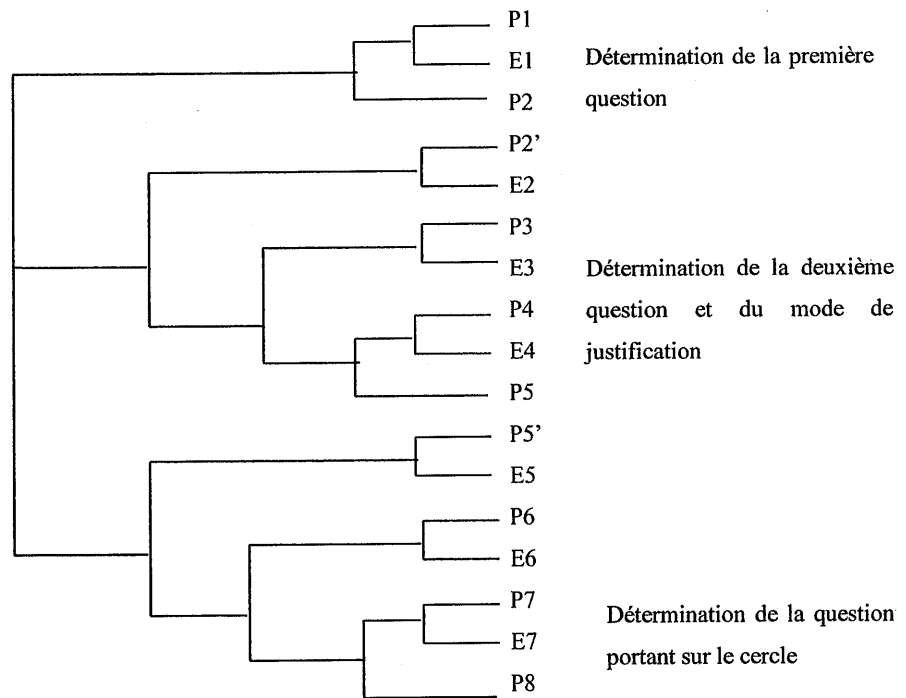 P1
E1
Détermination de la première
question
P2
P2’
E2
P3
E3
Détermination de la deuxième
question et du mode de
justification
P4
E4
P5
P5’
E5
P6
E6
P7
E7
Détermination de la question
portant sur le cercle
P8